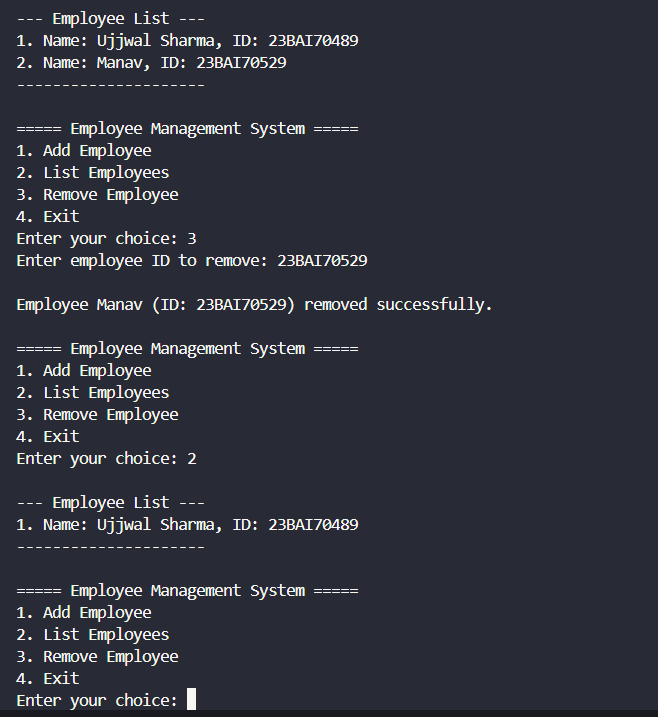 --- Employee List ---
1. Name: Ujjwal Sharma, ID: 23BAI70489
2. Name: Manav, ID: 23BAI70529
---------------------
===== Employee Management System =====
1. Add Employee
2. List Employees
3. Remove Employee
4. Exit
Enter your choice: 3
Enter employee ID to remove: 23BAI70529
Employee Manav (ID: 23BAI70529) removed successfully.
===== Employee Management System =====
1. Add Employee
2. List Employees
3. Remove Employee
4. Exit
Enter your choice: 2
--- Employee List ---
1. Name: Ujjwal Sharma, ID: 23BAI70489
---------------------
===== Employee Management System =====
1. Add Employee
2. List Employees
3. Remove Employee
4. Exit
Enter your choice: